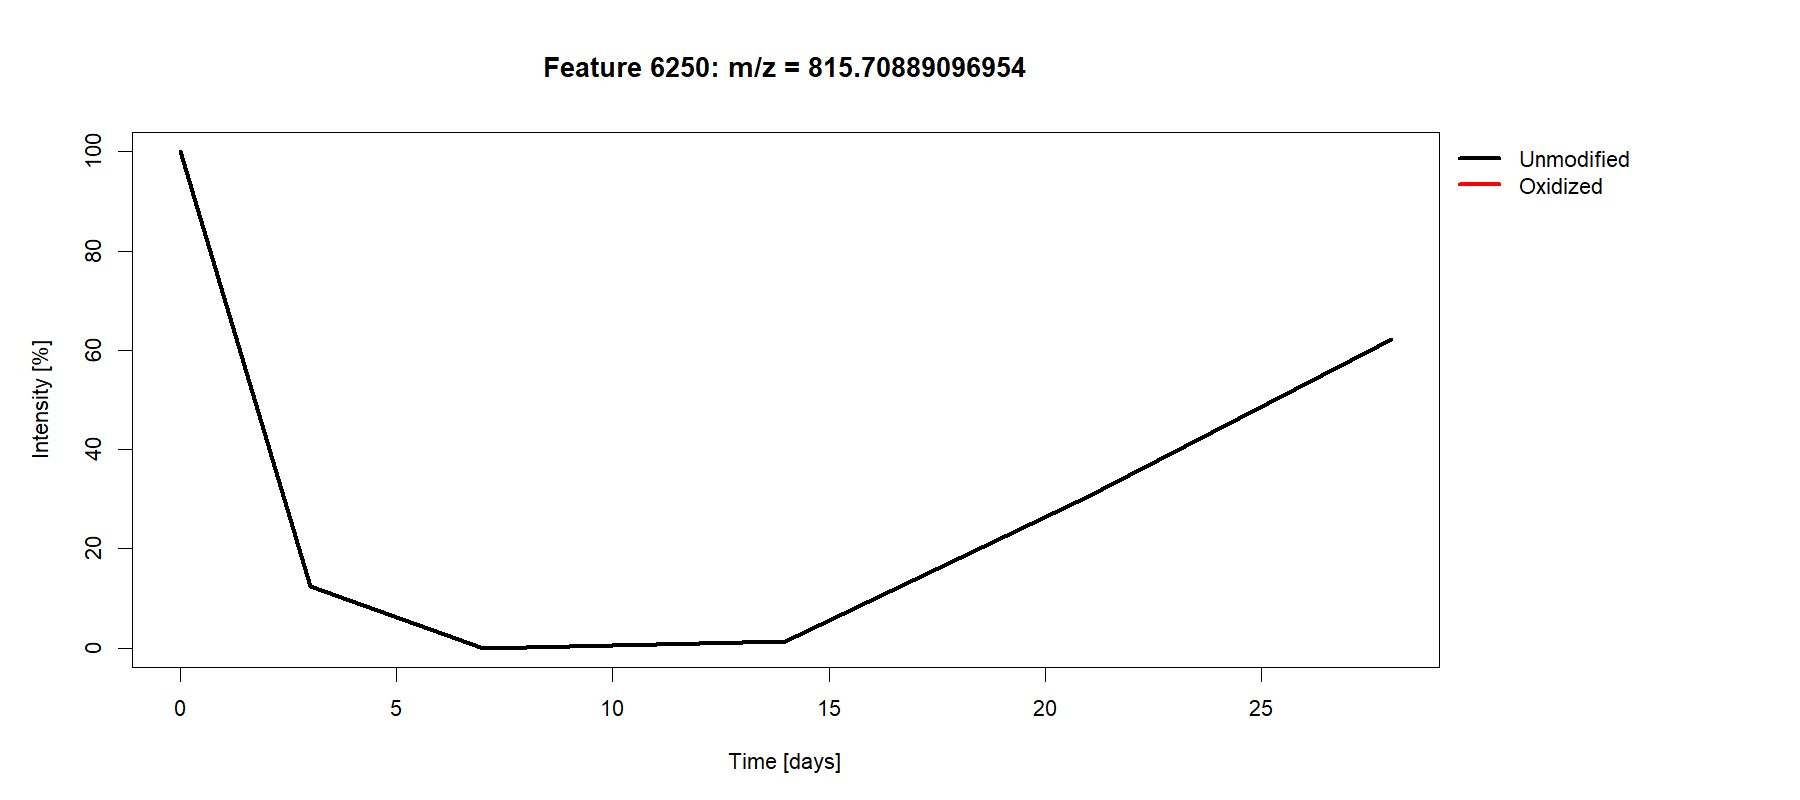 Feature 6250: m/z = 815.70889096954
Unmodified
Oxidized
Intensity [%]
100
80
60
40
20
0
0 5 10 15 20 25
Time [days]